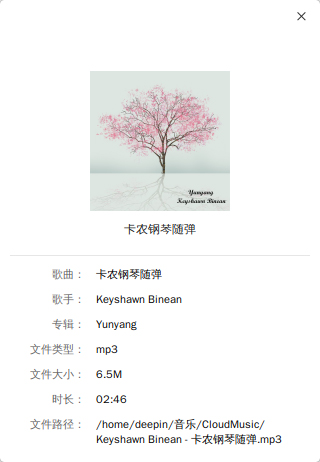 Yunyang
Keyshawn Binean
卡农钢琴随弹
歌曲： 卡农钢琴随弹
歌手： Keyshawn Binean
专辑： Yunyang
文件类型： mp3
文件大小： 6.5M
时长： 02:46
文件路径： /home/deepin/音乐/CloudMusic/
Keyshawn Binean - 卡农钢琴随弹.mp3